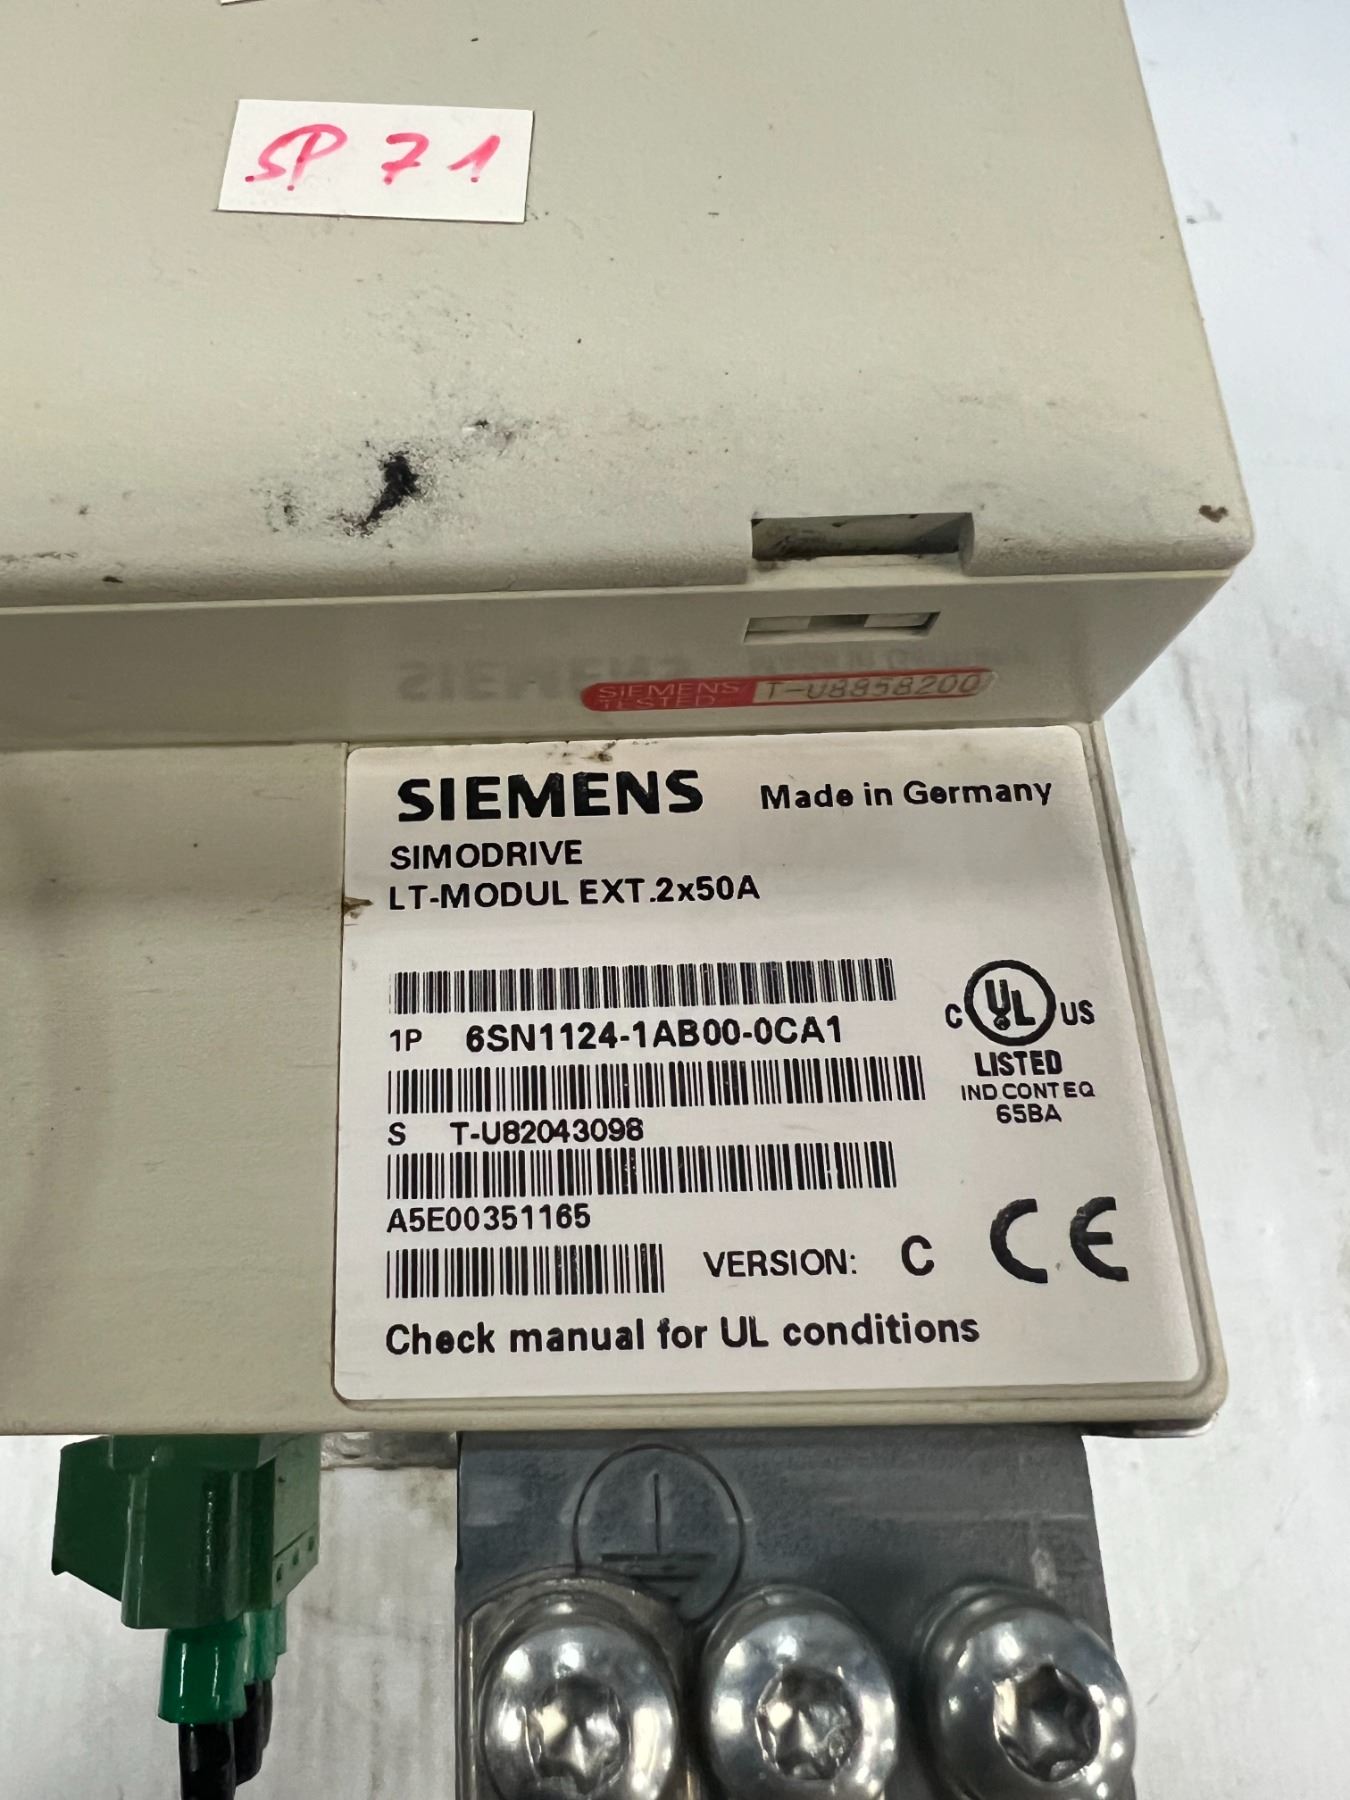 SP 71
SIEMENS TESTED T-U8858200
SIEMENS Made in Germany
SIMODRIVE
LT-MODUL EXT.2x50A
1P 6SN1124-1AB00-0CA1
C UL US
LISTED
IND CONT EQ
65BA
S T-U82043098
A5E00351165
VERSION: C CE
Check manual for UL conditions